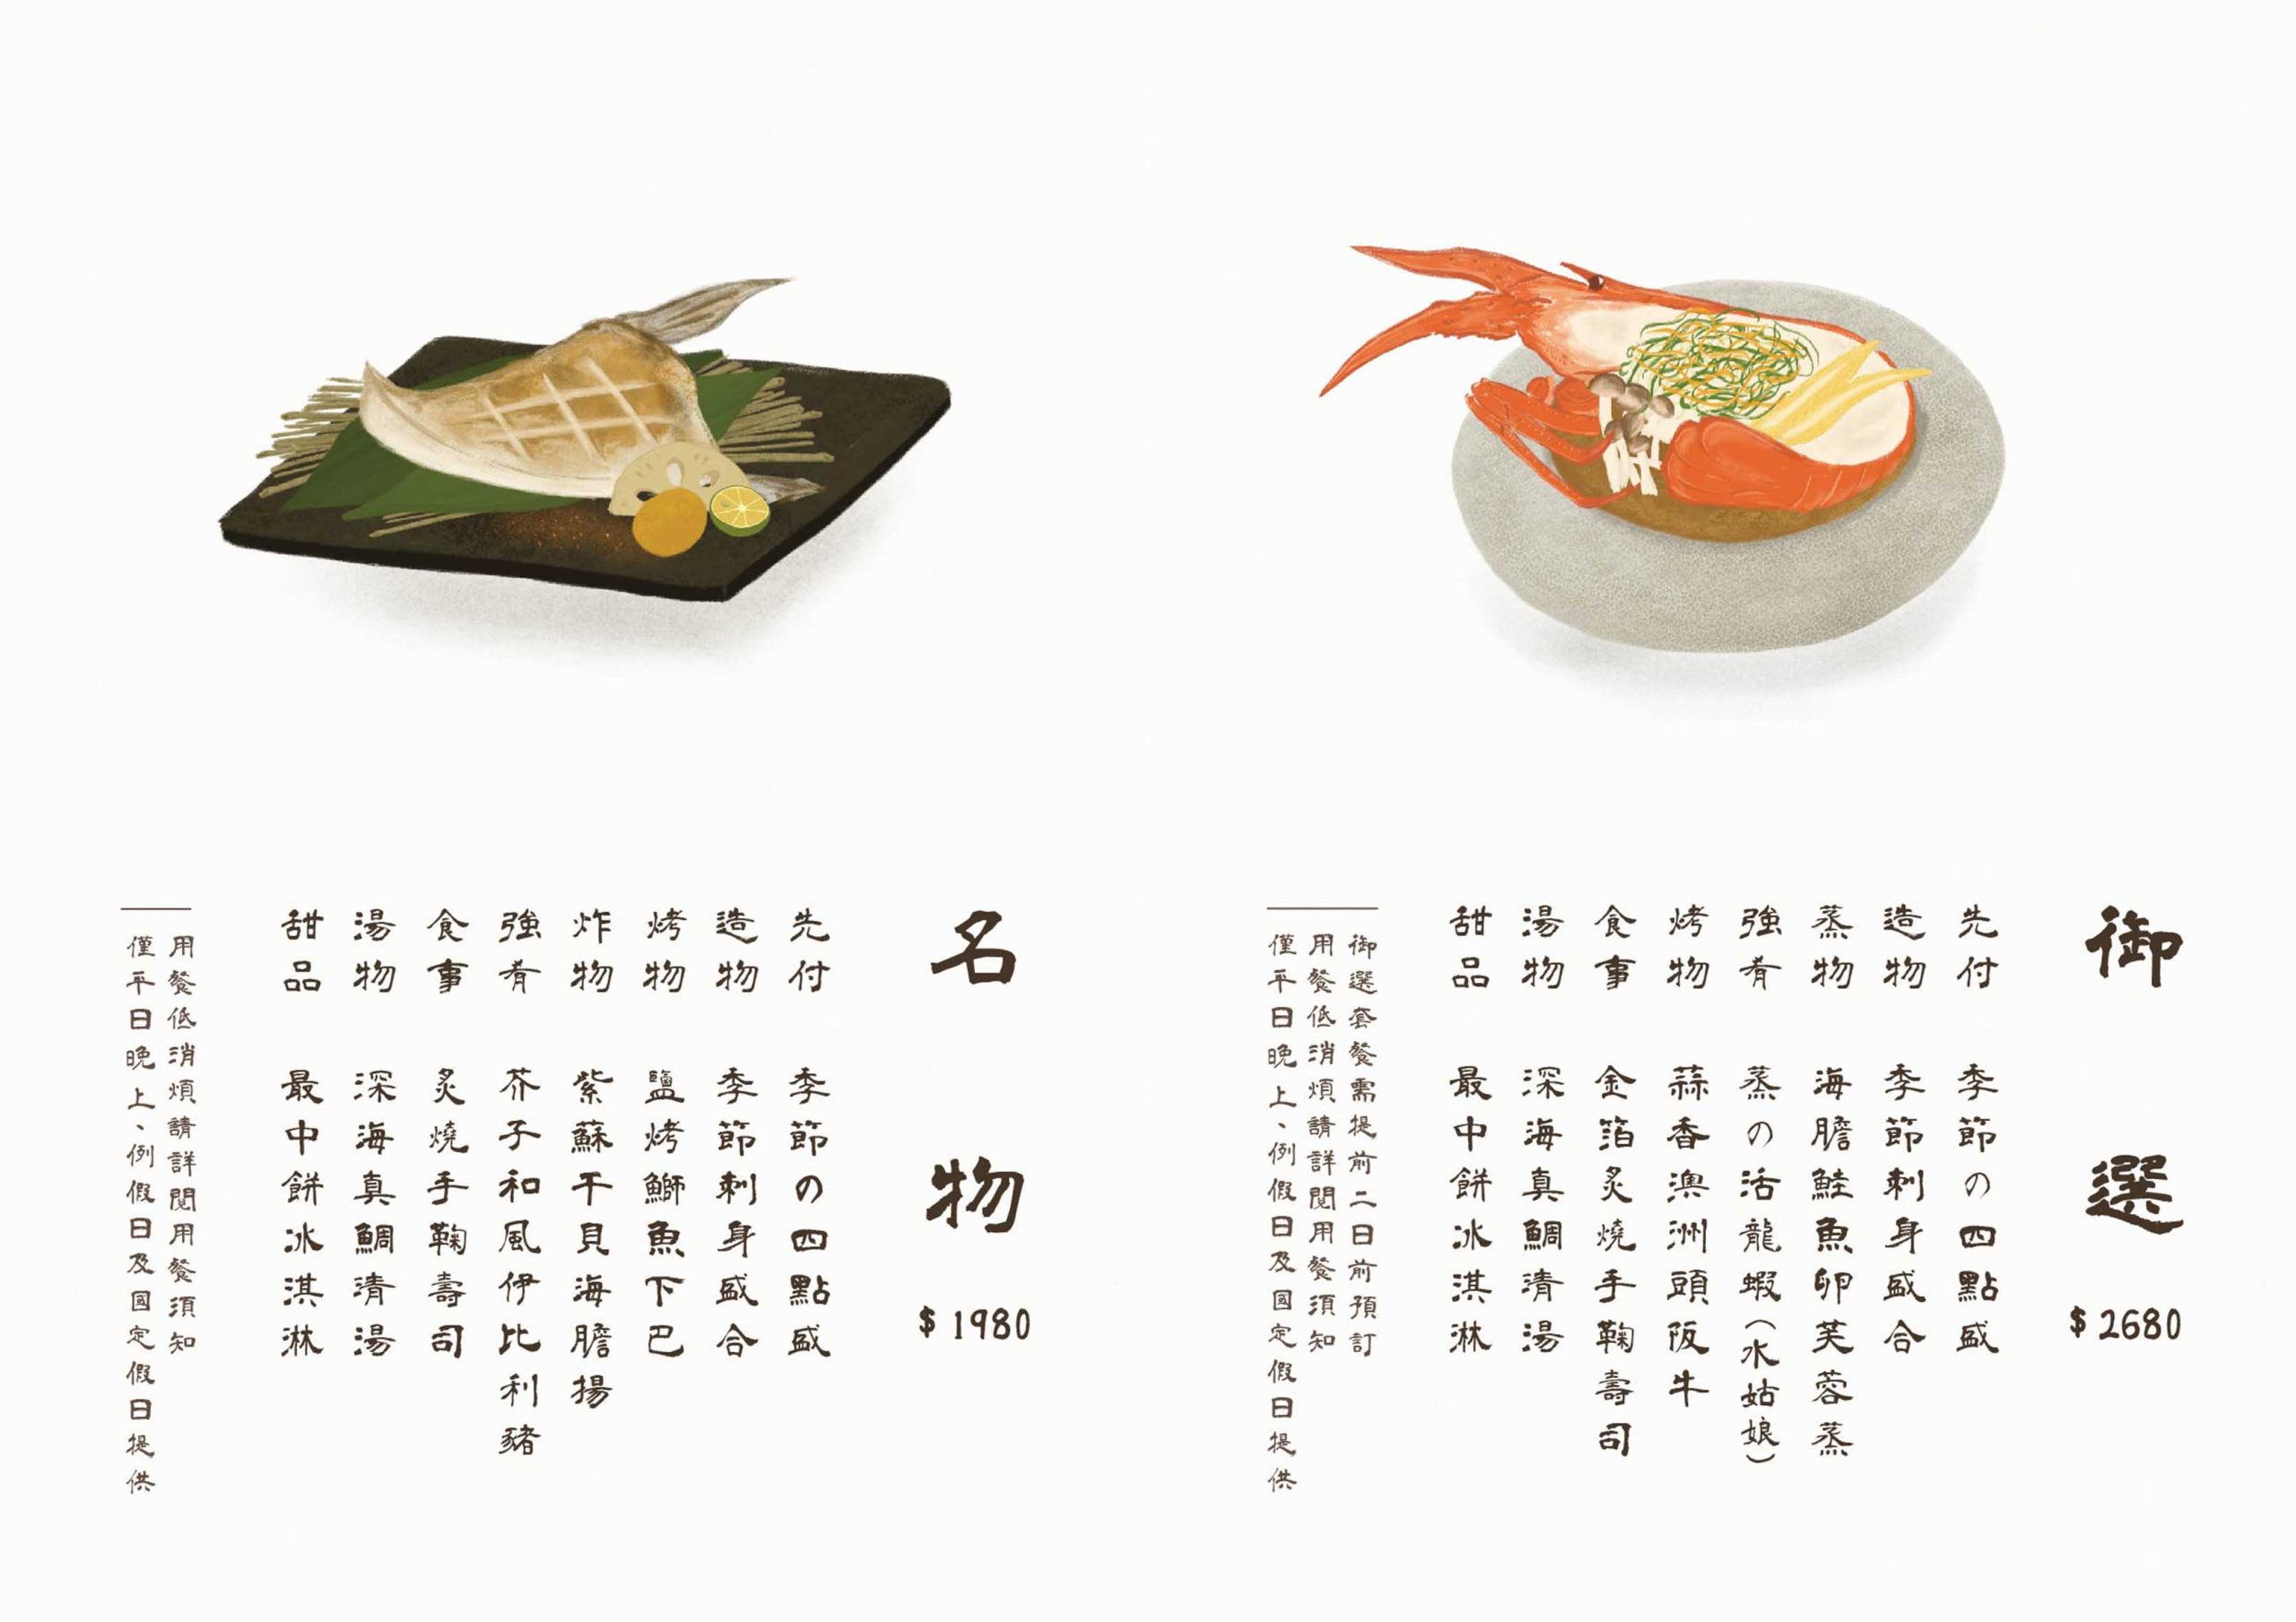 御選
$ 2680
先付 季節の四點盛
造物 季節刺身盛合
蒸物 海膽鮭魚卵芙蓉蒸
強肴 蒸の活龍蝦(水姑娘)
烤物 蒜香澳洲頭阪牛
食事 金箔炙燒手鞠壽司
湯物 深海真鯛清湯
甜品 最中餅冰淇淋
御選套餐需提前二日前預訂
用餐低消煩請詳閱用餐須知
僅平日晚上、例假日及国定假日提供
名物
$ 1980
先付 季節の四點盛
造物 季節刺身盛合
烤物 鹽烤鰤魚下巴
炸物 紫蘇干貝海膽揚
強肴 芥子和風伊比利豬
食事 炙燒手鞠壽司
湯物 深海真鯛清湯
甜品 最中餅冰淇淋
用餐低消煩請詳閱用餐須知
僅平日晚上、例假日及国定假日提供